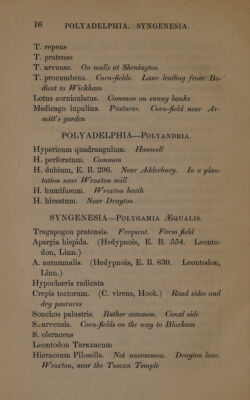 16 POLYADELPHIA. SYNGENESIA.
T. repens
T. pratense
T. arvense. On walls at Shenington
T. procumbens. Corn-fields. Lane leading from Bo-
dicot to Wickham
Lotus corniculatus. Common on sunny banks
Medicago lupulina. Pastures. Corn-field near Ar-
mitt's garden
POLYADELPHIA—POLYANDRIA.
Hypericum quadrangulum. Hanwell
H. perforatum. Common
H. dubium, E. B. 296. Near Adderbury. In a plan-
tation near Wroxton mill
H. humifusum. Wroxton heath
H. hirsutum. Near Drayton
SYNGENESIA—POLYGAMIA ÆQUALIS.
Tragapogon pratensis. Frequent. Farm field
Apargia hispida. (Hedypnois, E. B. 554. Leonto-
don, Linn.)
A. autumnalis. (Hedypnois, E. B. 830. Leontodon,
Linn.)
Hypochæris radicata
Crepis tectorum. (C. virens, Hook.) Road sides and
dry pastures
Sonchus palustris. Rather common. Canal side
S. arvensis. Corn-fields on the way to Bloxham
S. oleraceus
Leontodon Taraxacum
Hieraceum Pilosella. Not uncommon. Drayton lane.
Wroxton, near the Tuscan Temple